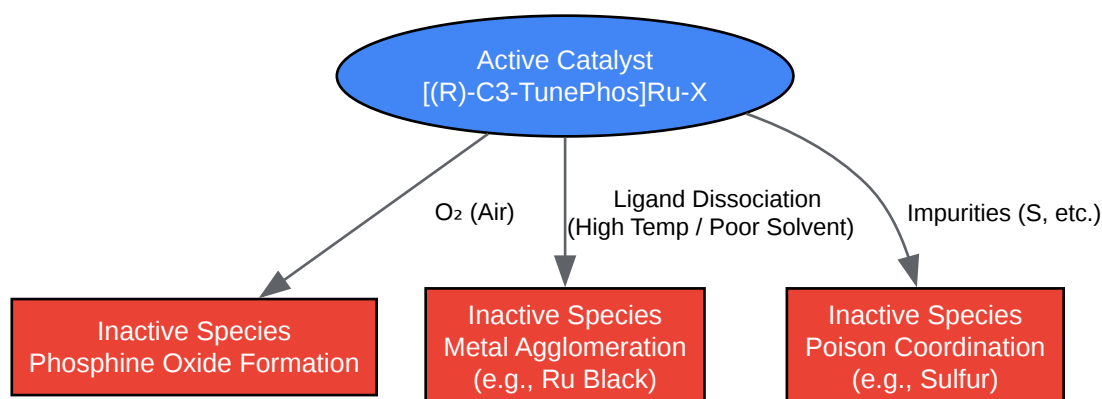 Active Catalyst
[(R)-C3-TunePhos]Ru-X
O₂ (Air)
Ligand Dissociation
(High Temp / Poor Solvent)
Impurities (S, etc.)
Inactive Species
Phosphine Oxide Formation
Inactive Species
Metal Agglomeration
(e.g., Ru Black)
Inactive Species
Poison Coordination
(e.g., Sulfur)